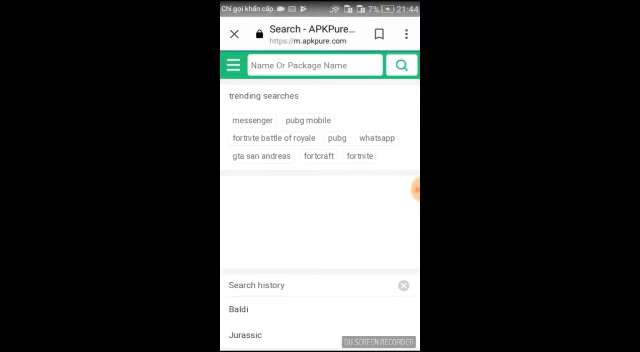 Chỉ gọi khẩn cấp 7% 21:44
Search - APKPure...
https://m.apkpure.com
Name Or Package Name
trending searches
messenger pubg mobile
fortnite battle of royale pubg whatsapp
gta san andreas fortcraft fortnite
Search history
Baldi
Jurassic
DU SCREEN RECORDER